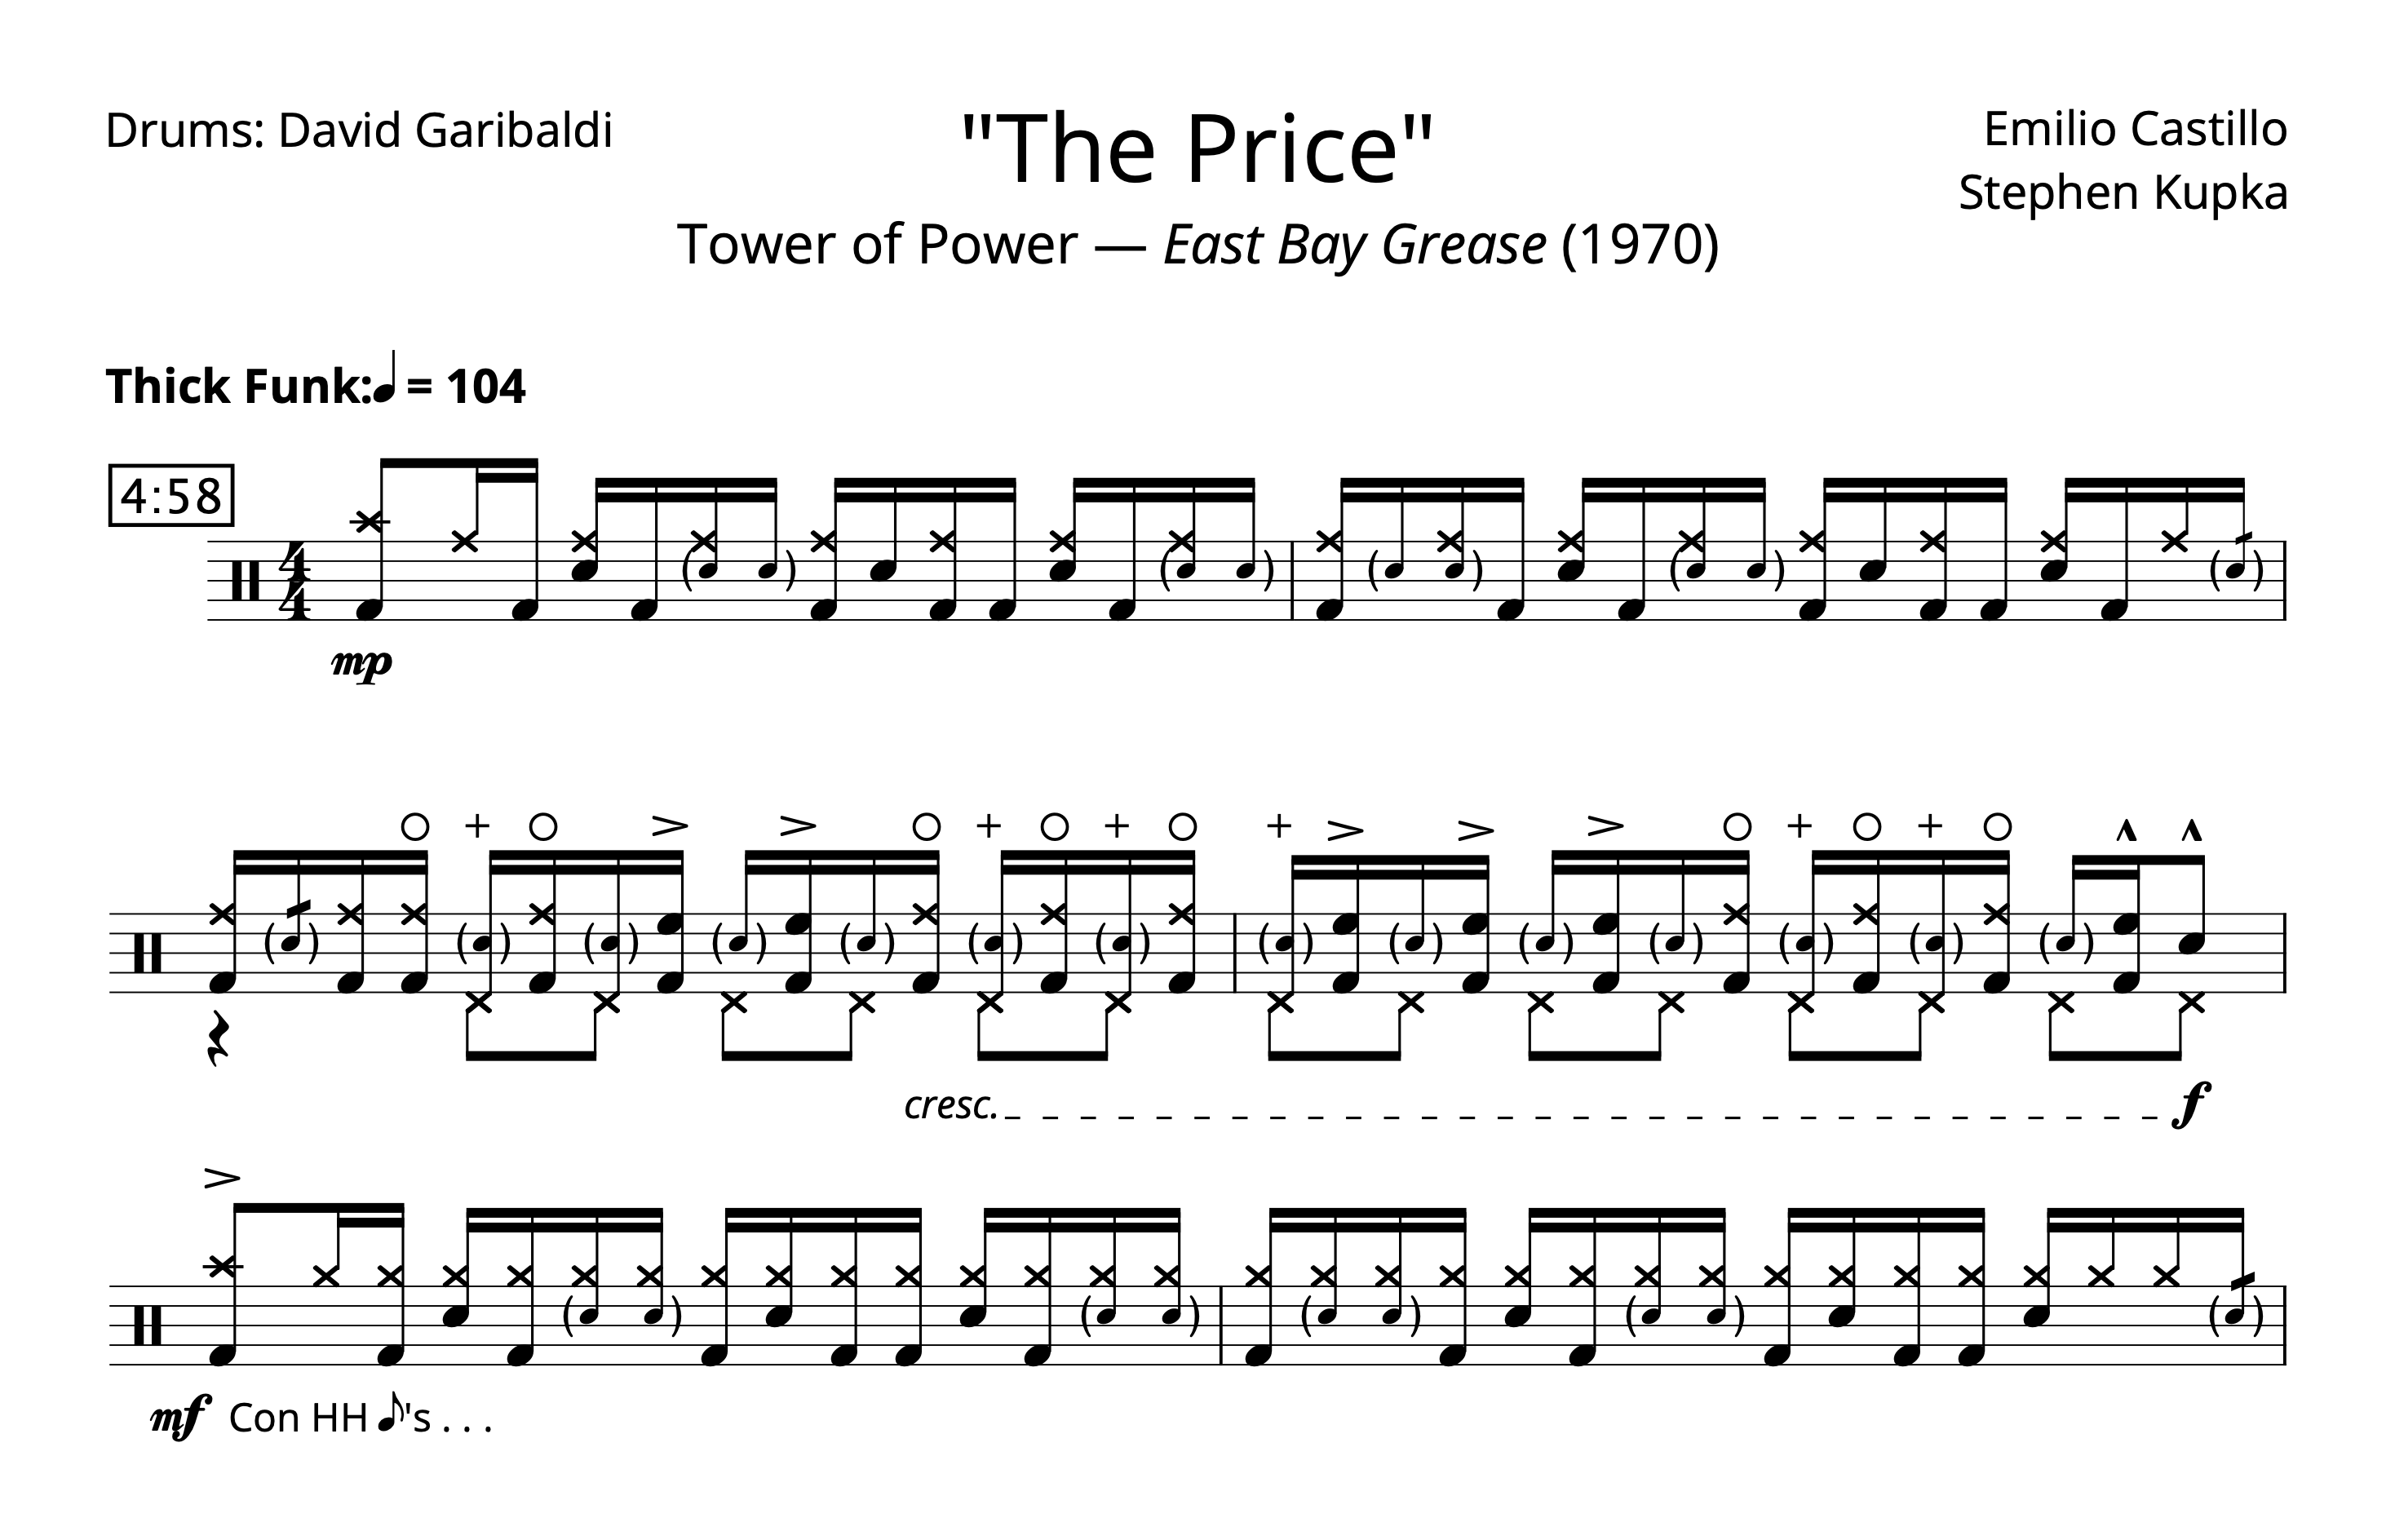 Drums: David Garibaldi
"The Price"
Emilio Castillo
Stephen Kupka
Tower of Power — East Bay Grease (1970)
Thick Funk: ♩ = 104
4:58
4
4
mp
cresc.
f
mf Con HH ♪'s . . .